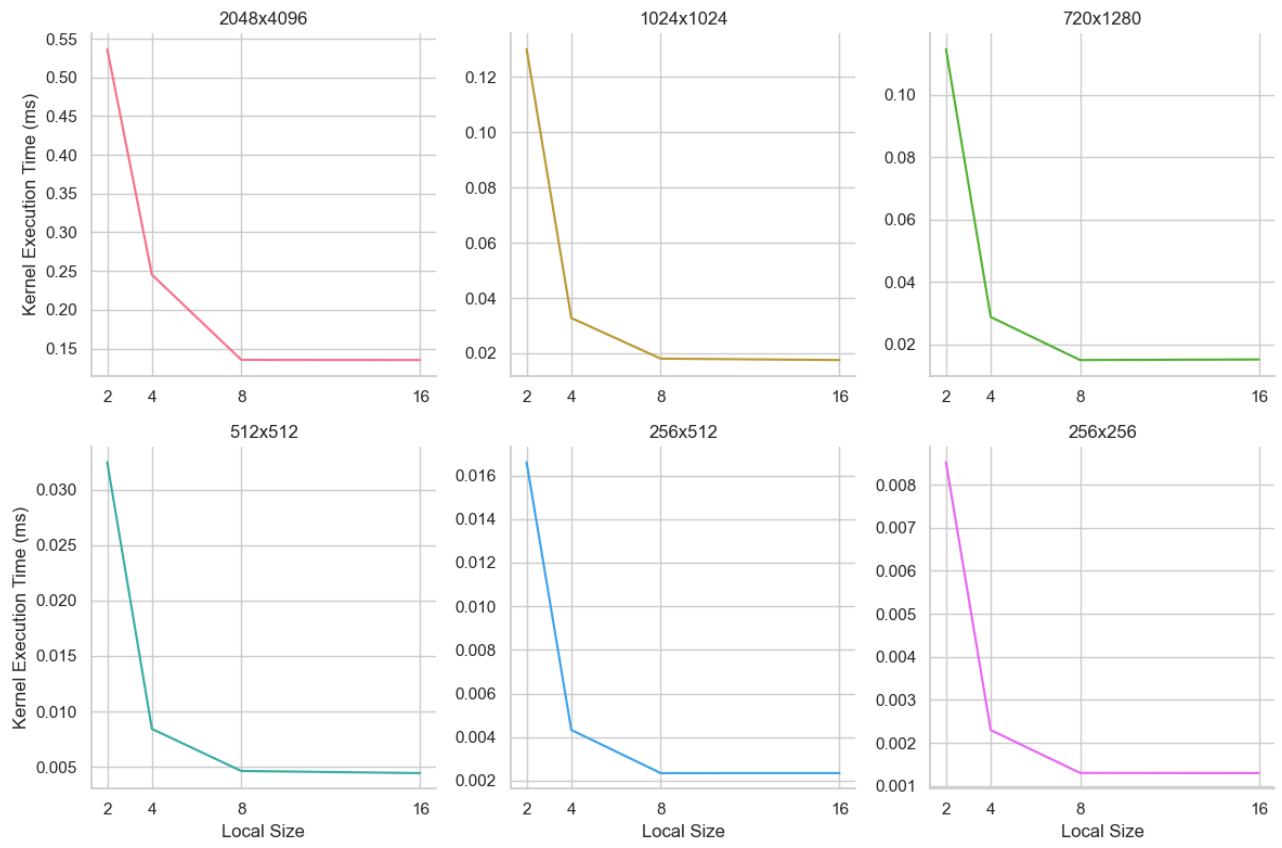 2048x4096
Kernel Execution Time (ms)
0.55
0.50
0.45
0.40
0.35
0.30
0.25
0.20
0.15
2 4 8 16
1024x1024
0.12
0.10
0.08
0.06
0.04
0.02
2 4 8 16
720x1280
0.10
0.08
0.06
0.04
0.02
2 4 8 16
512x512
Kernel Execution Time (ms)
0.030
0.025
0.020
0.015
0.010
0.005
2 4 8 16
Local Size
256x512
0.016
0.014
0.012
0.010
0.008
0.006
0.004
0.002
2 4 8 16
Local Size
256x256
0.008
0.007
0.006
0.005
0.004
0.003
0.002
0.001
2 4 8 16
Local Size